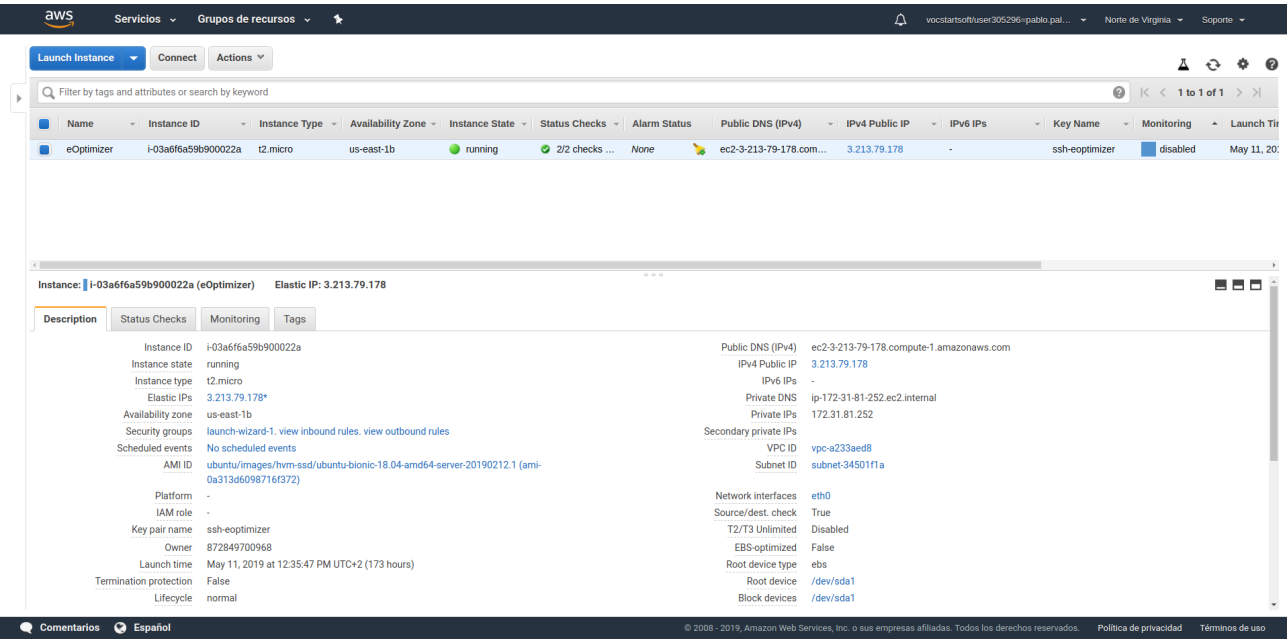 aws Servicios Grupos de recursos vocstartsoft/user305296=pablo.pal... Norte de Virginia Soporte
Launch Instance Connect Actions
Filter by tags and attributes or search by keyword 1 to 1 of 1
Name Instance ID Instance Type Availability Zone Instance State Status Checks Alarm Status Public DNS (IPv4) IPv4 Public IP IPv6 IPs Key Name Monitoring Launch Tir
eOptimizer i-03a6f6a59b900022a t2.micro us-east-1b running 2/2 checks ... None ec2-3-213-79-178.com... 3.213.79.178 - ssh-eoptimizer disabled May 11, 20
Instance: i-03a6f6a59b900022a (eOptimizer) Elastic IP: 3.213.79.178
Description Status Checks Monitoring Tags
Instance ID i-03a6f6a59b900022a Public DNS (IPv4) ec2-3-213-79-178.compute-1.amazonaws.com
Instance state running IPv4 Public IP 3.213.79.178
Instance type t2.micro IPv6 IPs -
Elastic IPs 3.213.79.178* Private DNS ip-172-31-81-252.ec2.internal
Availability zone us-east-1b Private IPs 172.31.81.252
Security groups launch-wizard-1. view inbound rules. view outbound rules Secondary private IPs
Scheduled events No scheduled events VPC ID vpc-a233aed8
AMI ID ubuntu/images/hvm-ssd/ubuntu-bionic-18.04-amd64-server-20190212.1 (ami- Subnet ID subnet-34501f1a
0a313d6098716f372)
Platform - Network interfaces eth0
IAM role - Source/dest. check True
Key pair name ssh-eoptimizer T2/T3 Unlimited Disabled
Owner 872849700968 EBS-optimized False
Launch time May 11, 2019 at 12:35:47 PM UTC+2 (173 hours) Root device type ebs
Termination protection False Root device /dev/sda1
Lifecycle normal Block devices /dev/sda1
Comentarios Español © 2008 - 2019, Amazon Web Services, Inc. o sus empresas afiliadas. Todos los derechos reservados. Política de privacidad Términos de uso